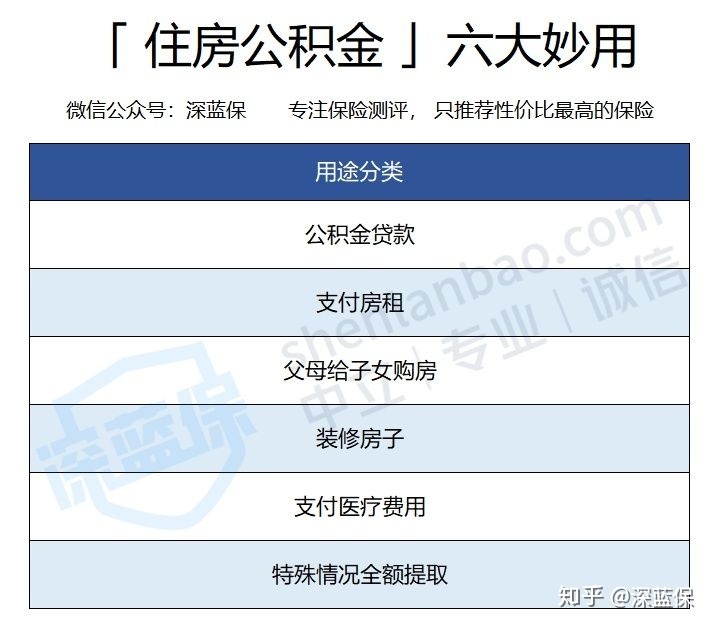 「 住房公积金 」六大妙用
微信公众号：深蓝保 专注保险测评， 只推荐性价比最高的保险
用途分类
公积金贷款
支付房租
父母给子女购房
装修房子
支付医疗费用
特殊情况全额提取
shenlanbao.com
中立 | 专业 | 诚信
深蓝保
知乎 @深蓝保